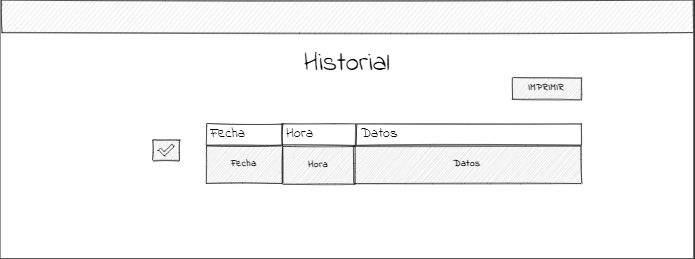 Historial
IMPRIMIR
Fecha Hora Datos
Fecha Hora Datos